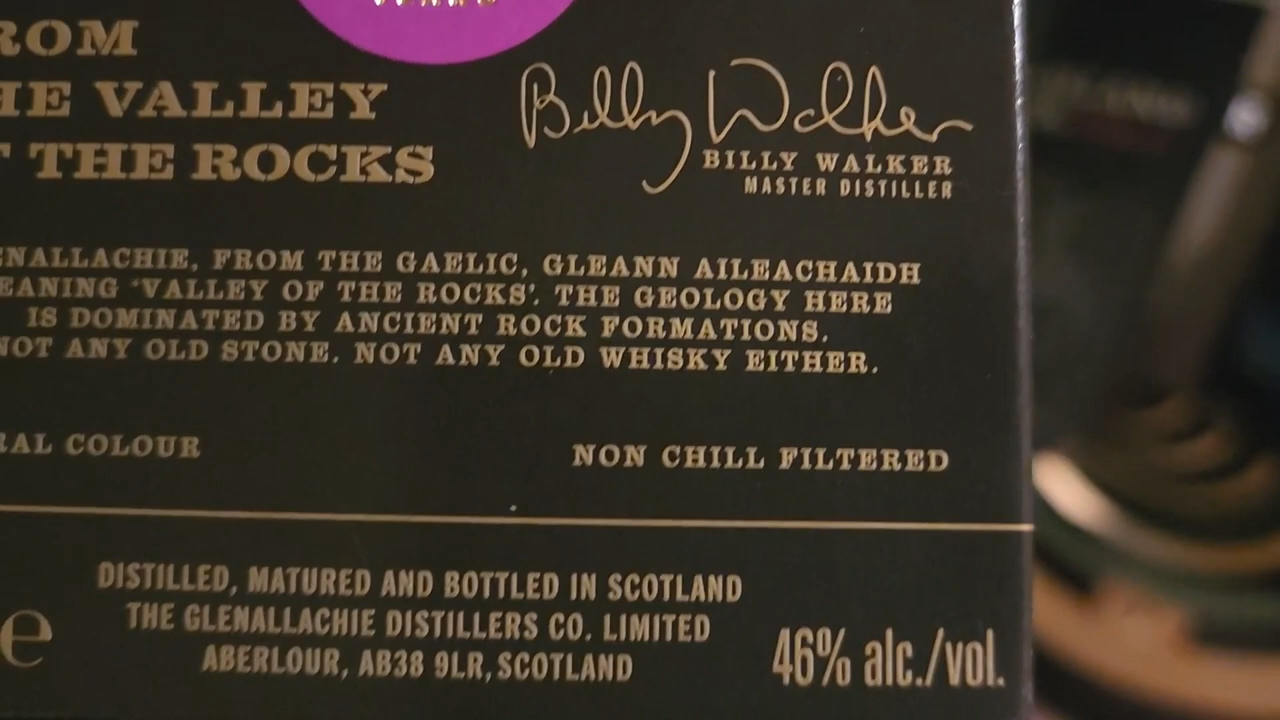 ROM
HE VALLEY
THE ROCKS
Billy Walker
BILLY WALKER
MASTER DISTILLER
ENALLACHIE, FROM THE GAELIC, GLEANN AILEACHAIDH
EANING 'VALLEY OF THE ROCKS'. THE GEOLOGY HERE
IS DOMINATED BY ANCIENT ROCK FORMATIONS.
NOT ANY OLD STONE. NOT ANY OLD WHISKY EITHER.
RAL COLOUR
NON CHILL FILTERED
DISTILLED, MATURED AND BOTTLED IN SCOTLAND
THE GLENALLACHIE DISTILLERS CO. LIMITED
ABERLOUR, AB38 9LR, SCOTLAND
e
46% alc./vol.